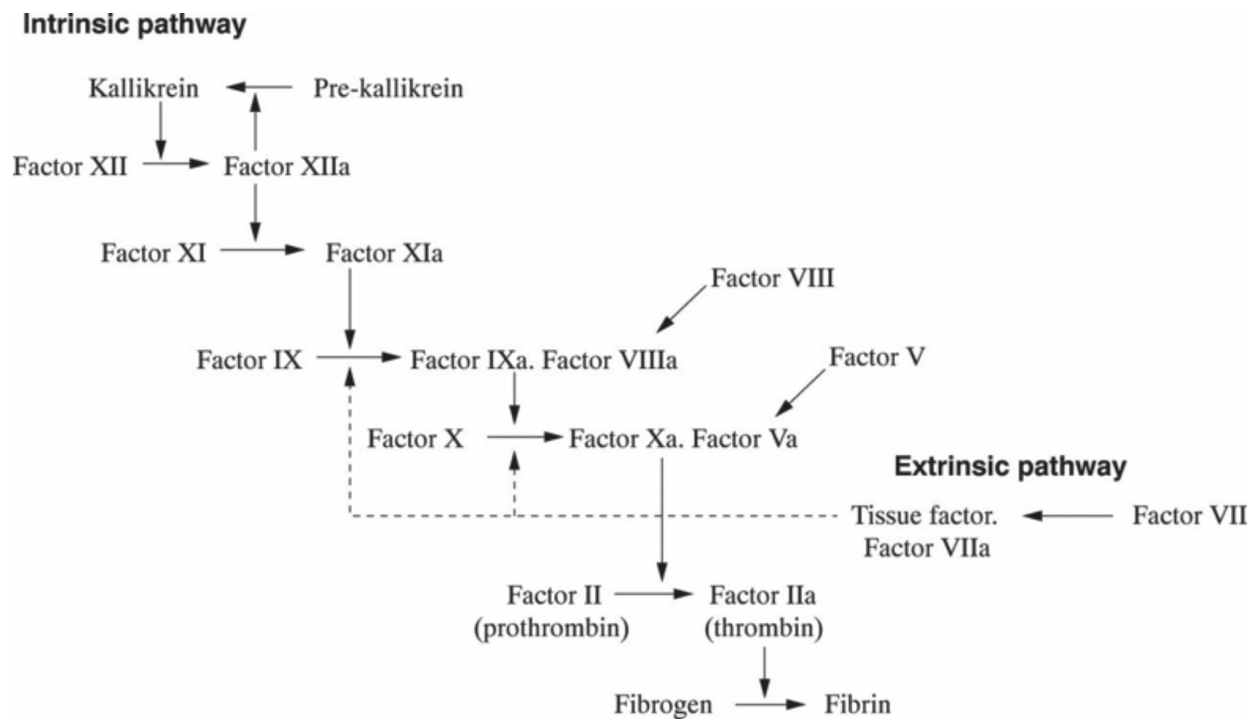 Intrinsic pathway
Kallikrein Pre-kallikrein
Factor XII Factor XIIa
Factor XI Factor XIa
Factor VIII
Factor IX Factor IXa. Factor VIIIa
Factor V
Factor X Factor Xa. Factor Va
Extrinsic pathway
Tissue factor. Factor VII
Factor VIIa
Factor II Factor IIa
(prothrombin) (thrombin)
Fibrogen Fibrin